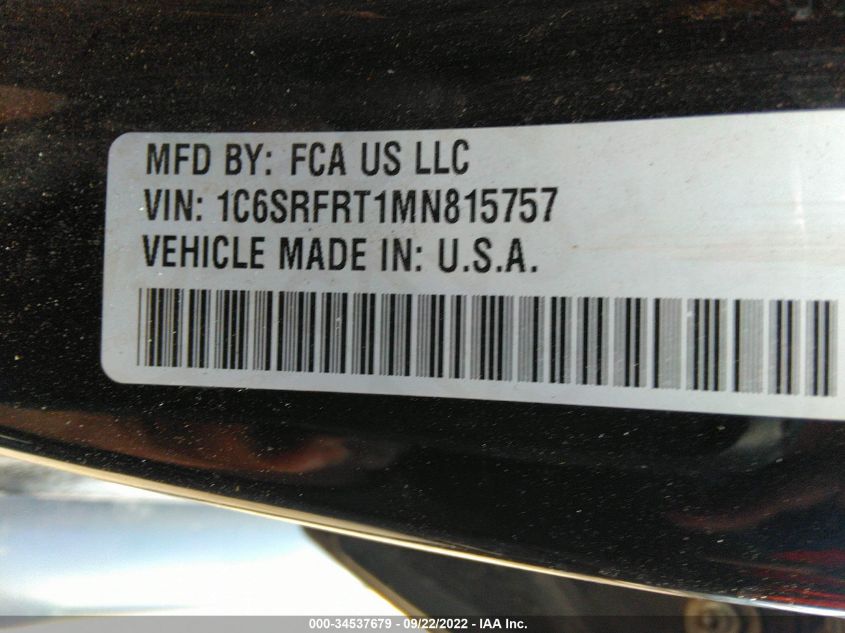 MFD BY: FCA US LLC
VIN: 1C6SRFRT1MN815757
VEHICLE MADE IN: U.S.A.
000-34537679 - 09/22/2022 - IAA Inc.